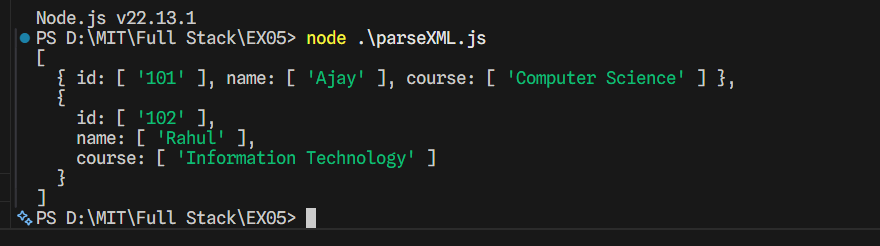 Node.js v22.13.1
PS D:\MIT\Full Stack\EX05> node .\parseXML.js
[
  { id: [ '101' ], name: [ 'Ajay' ], course: [ 'Computer Science' ] },
  {
    id: [ '102' ],
    name: [ 'Rahul' ],
    course: [ 'Information Technology' ]
  }
]
PS D:\MIT\Full Stack\EX05>